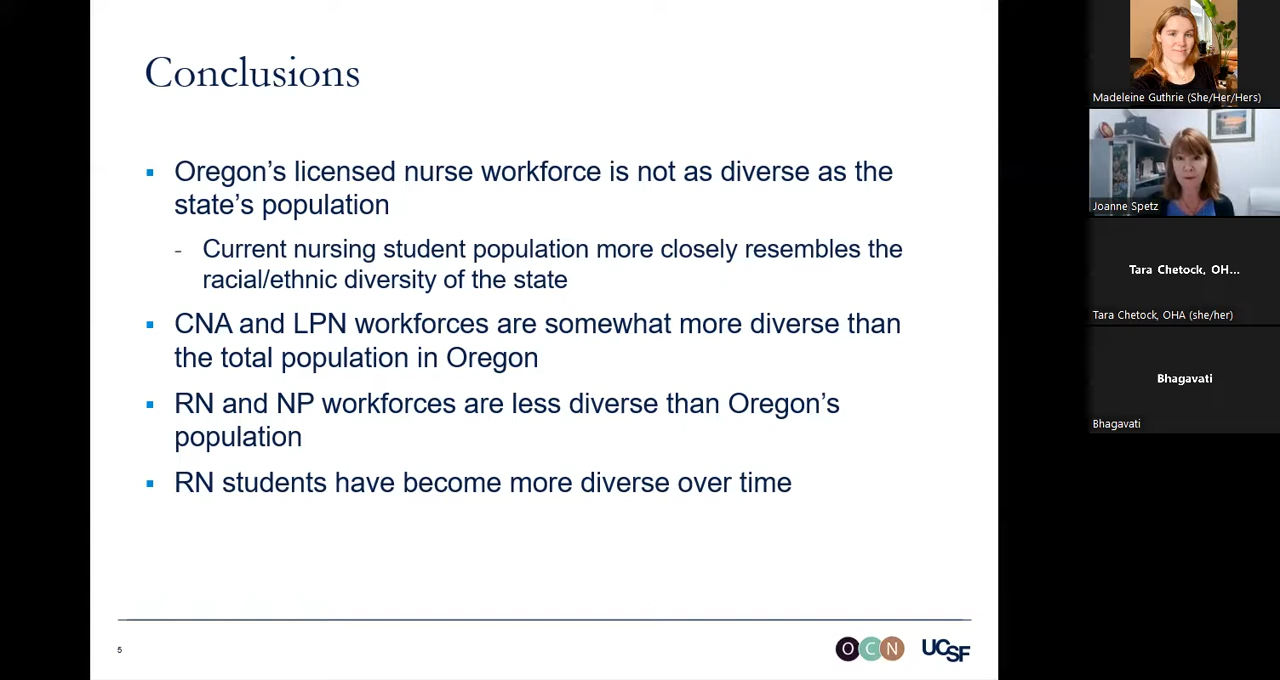 Conclusions
▪ Oregon’s licensed nurse workforce is not as diverse as the
state’s population
- Current nursing student population more closely resembles the
racial/ethnic diversity of the state
▪ CNA and LPN workforces are somewhat more diverse than
the total population in Oregon
▪ RN and NP workforces are less diverse than Oregon’s
population
▪ RN students have become more diverse over time
5
OCN
UCSF
Madeleine Guthrie (She/Her/Hers)
Joanne Spetz
Tara Chetock, OH...
Tara Chetock, OHA (she/her)
Bhagavati
Bhagavati